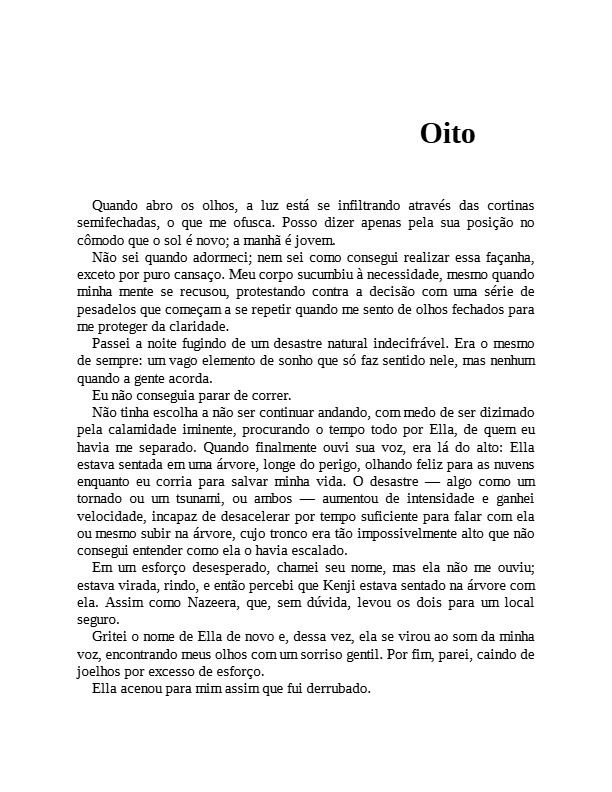 Oito
Quando abro os olhos, a luz está se infiltrando através das cortinas
semifechadas, o que me ofusca. Posso dizer apenas pela sua posição no
cômodo que o sol é novo; a manhã é jovem.
Não sei quando adormeci; nem sei como consegui realizar essa façanha,
exceto por puro cansaço. Meu corpo sucumbiu à necessidade, mesmo quando
minha mente se recusou, protestando contra a decisão com uma série de
pesadelos que começam a se repetir quando me sento de olhos fechados para
me proteger da claridade.
Passei a noite fugindo de um desastre natural indecifrável. Era o mesmo
de sempre: um vago elemento de sonho que só faz sentido nele, mas nenhum
quando a gente acorda.
Eu não conseguia parar de correr.
Não tinha escolha a não ser continuar andando, com medo de ser dizimado
pela calamidade iminente, procurando o tempo todo por Ella, de quem eu
havia me separado. Quando finalmente ouvi sua voz, era lá do alto: Ella
estava sentada em uma árvore, longe do perigo, olhando feliz para as nuvens
enquanto eu corria para salvar minha vida. O desastre — algo como um
tornado ou um tsunami, ou ambos — aumentou de intensidade e ganhei
velocidade, incapaz de desacelerar por tempo suficiente para falar com ela
ou mesmo subir na árvore, cujo tronco era tão impossivelmente alto que não
consegui entender como ela o havia escalado.
Em um esforço desesperado, chamei seu nome, mas ela não me ouviu;
estava virada, rindo, e então percebi que Kenji estava sentado na árvore com
ela. Assim como Nazeera, que, sem dúvida, levou os dois para um local
seguro.
Gritei o nome de Ella de novo e, dessa vez, ela se virou ao som da minha
voz, encontrando meus olhos com um sorriso gentil. Por fim, parei, caindo de
joelhos por excesso de esforço.
Ella acenou para mim assim que fui derrubado.